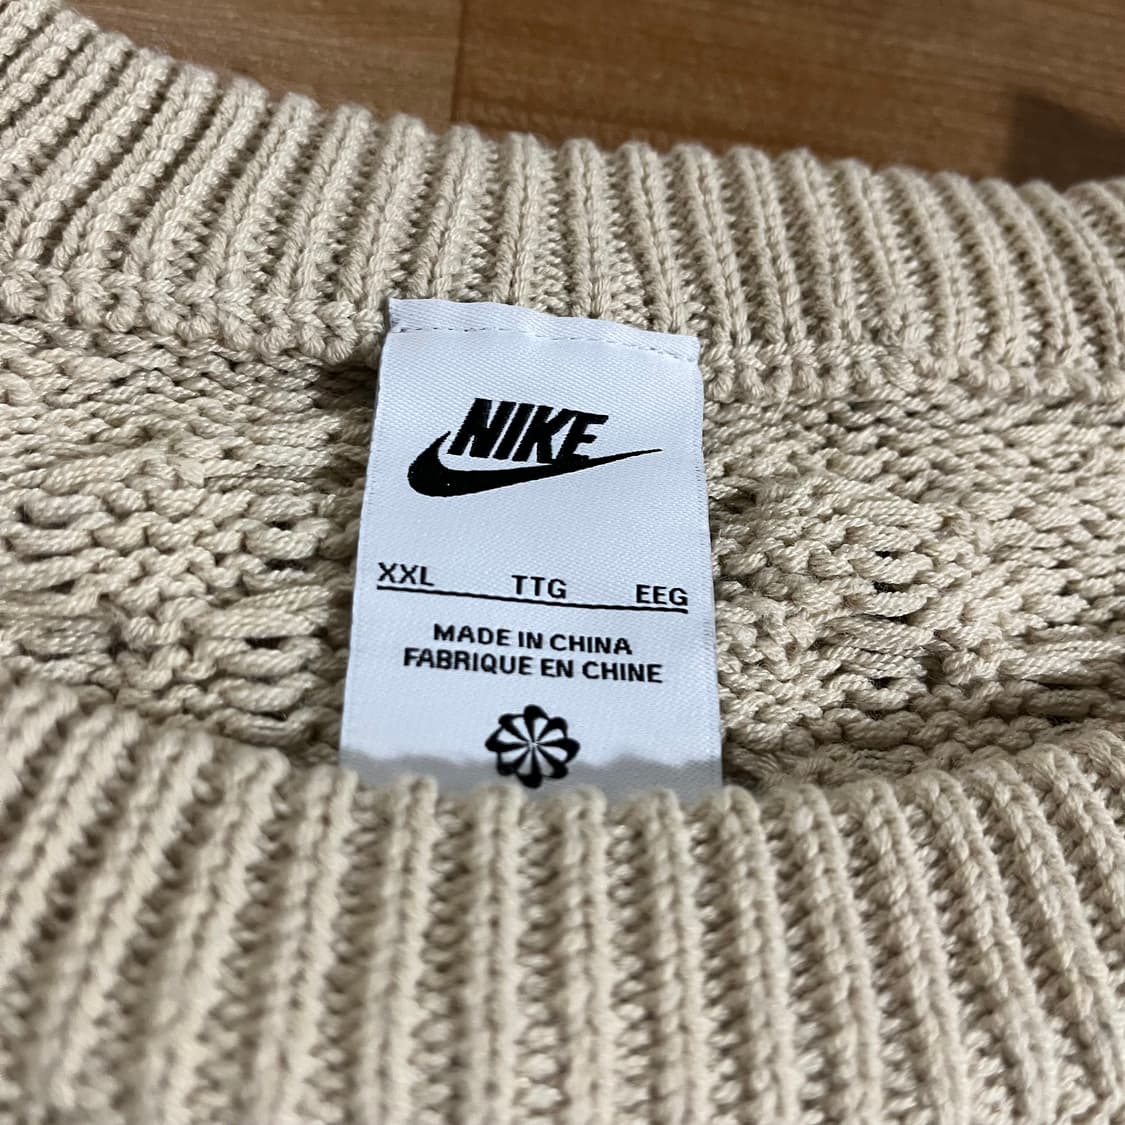 NIKE
XXL TTG EEG
MADE IN CHINA
FABRIQUE EN CHINE